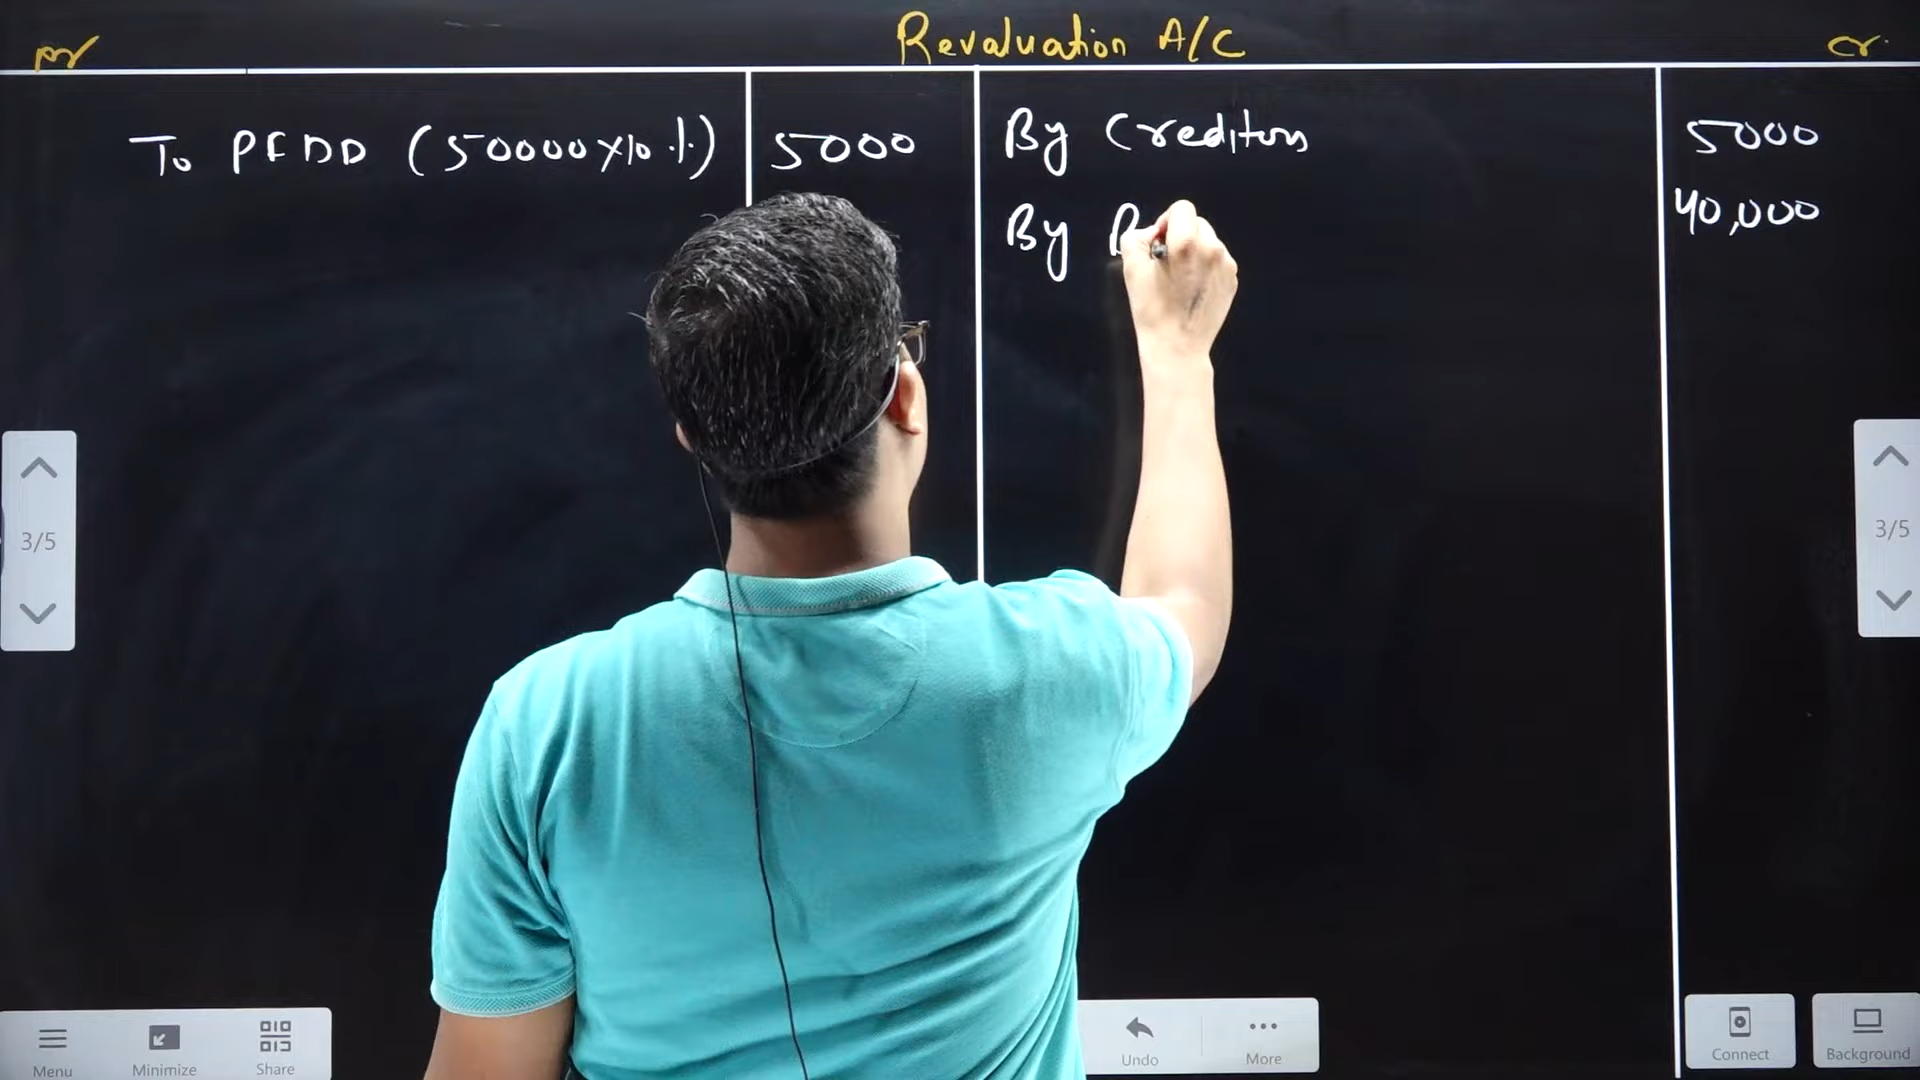 Revaluation A/C
Dr
Cr.
To PFDD (50000x10%) 5000
By Creditors 5000
By 40,000
3/5
3/5
Menu
Minimize
Share
Undo
More
Connect
Background